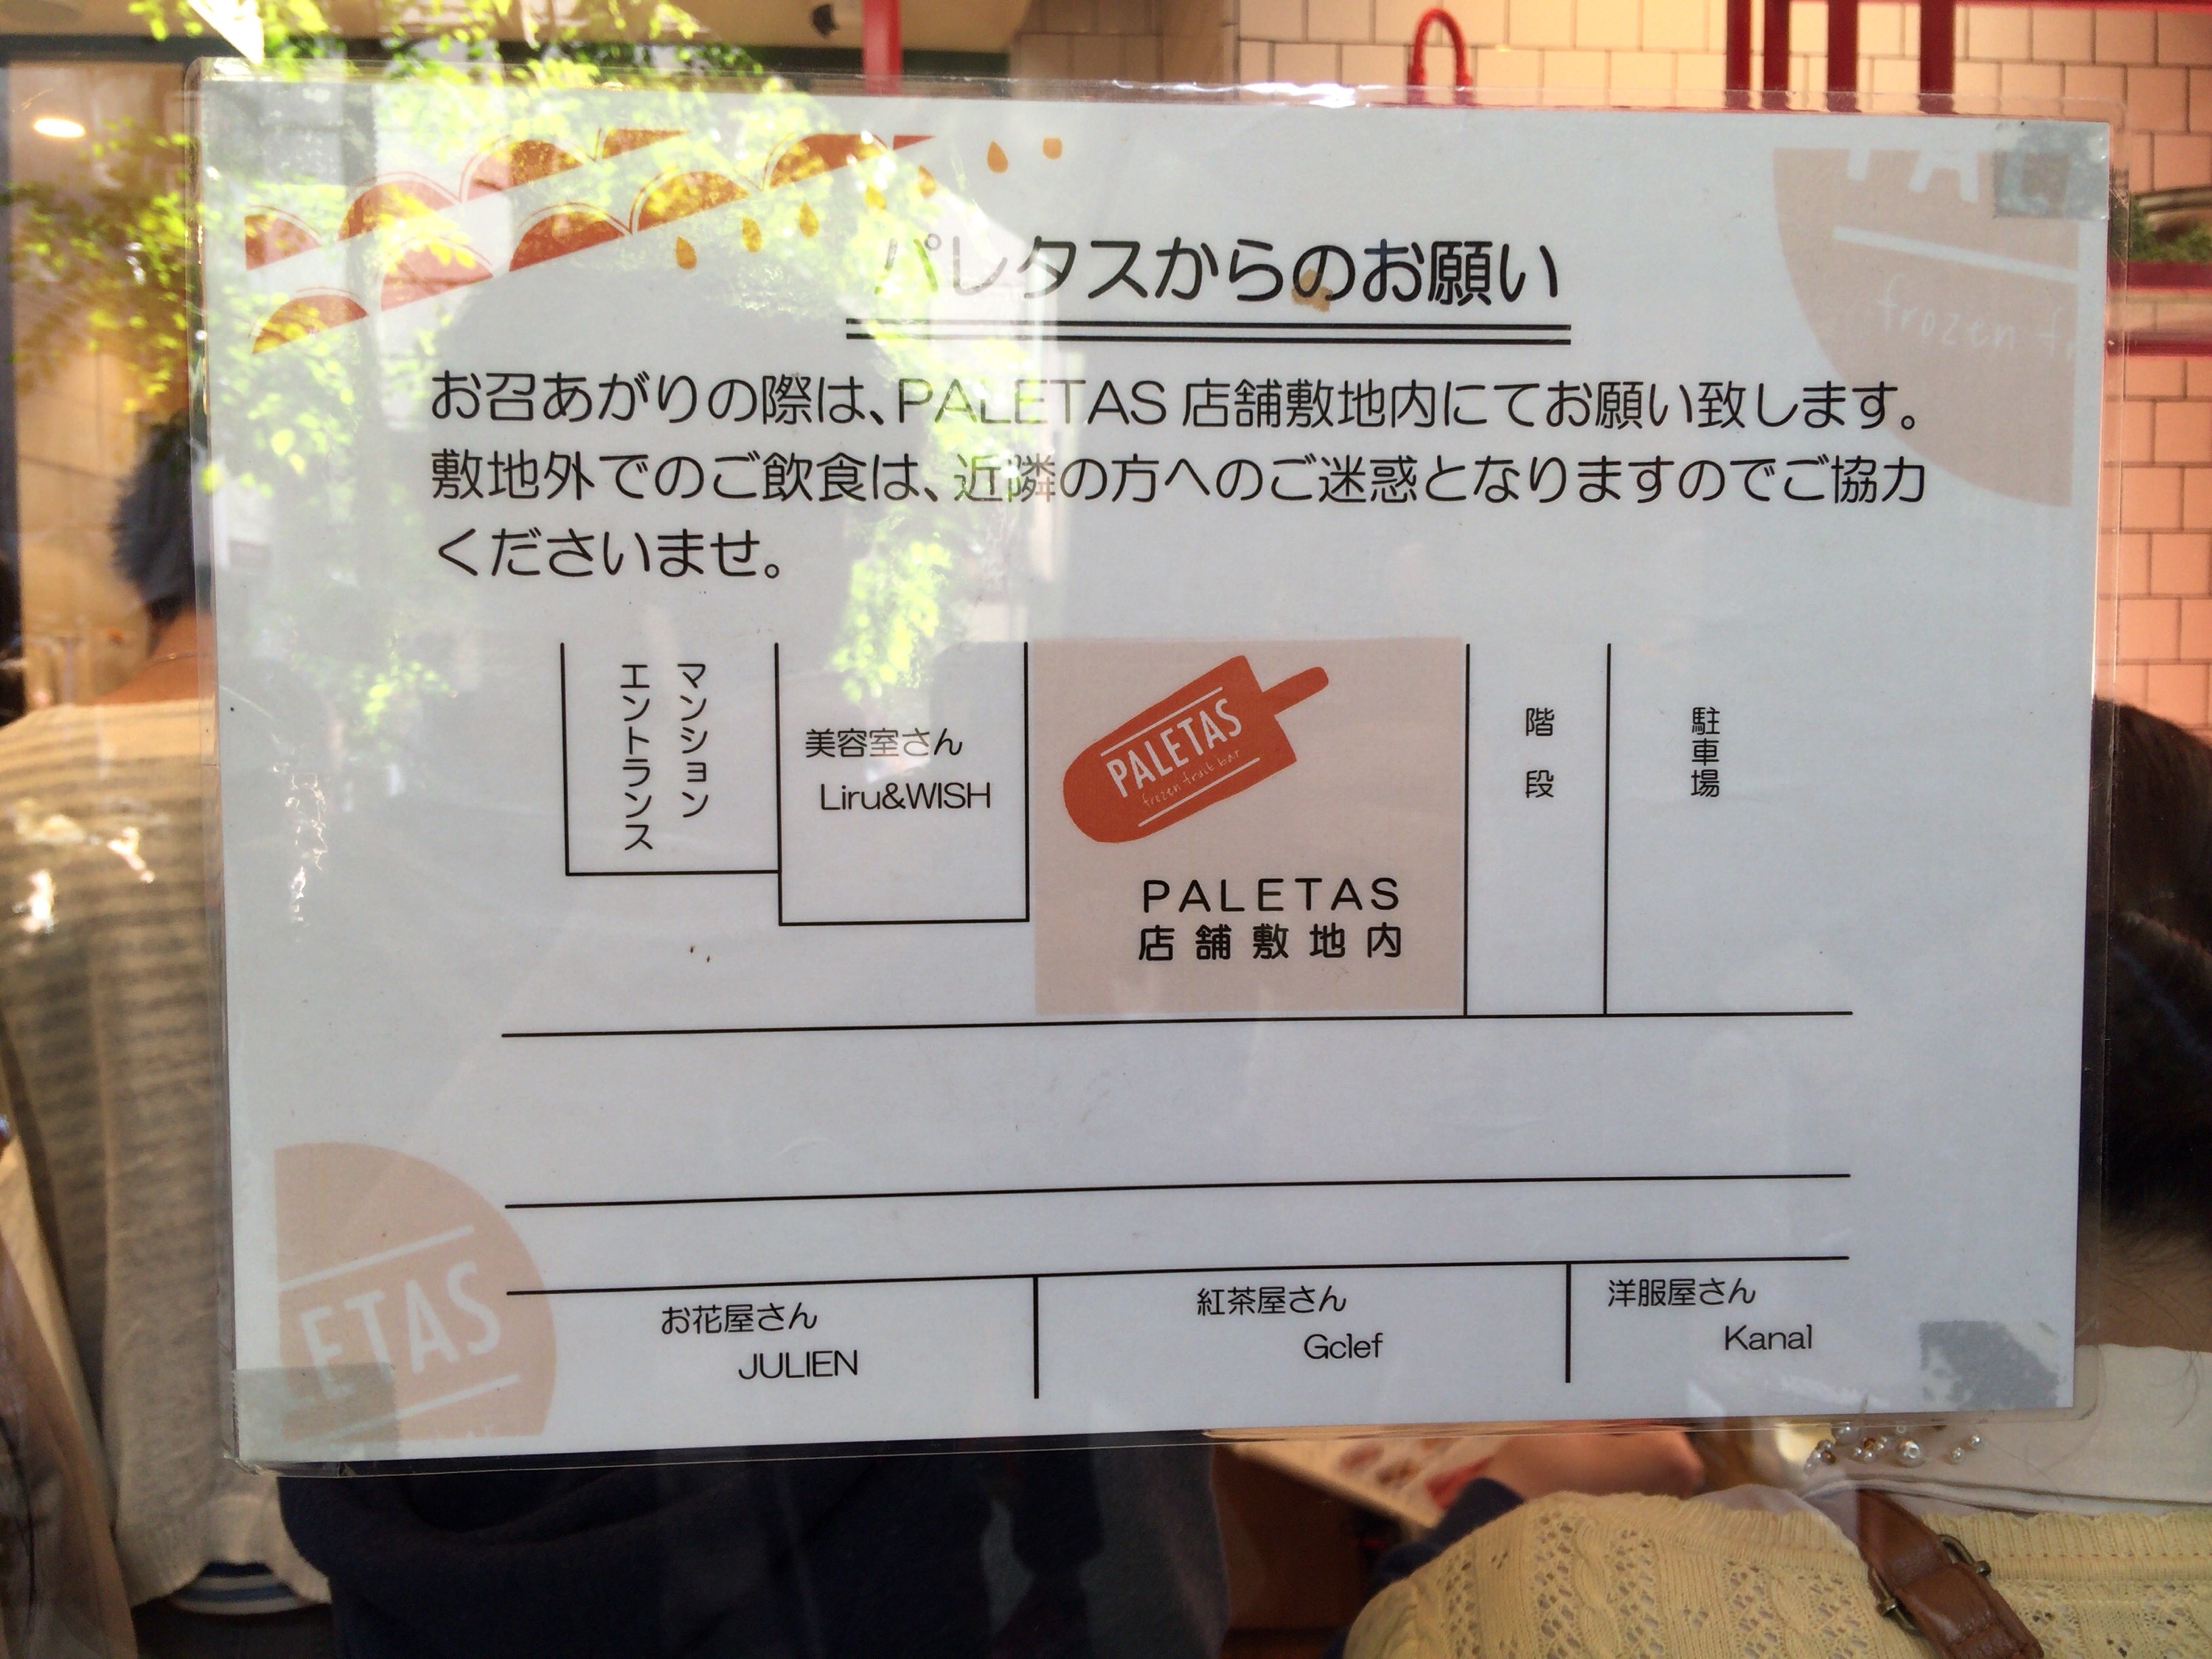 パレタスからのお願い
お召あがりの際は、PALETAS 店舗敷地内にてお願い致します。
敷地外でのご飲食は、近隣の方へのご迷惑となりますのでご協力
くださいませ。
マンション
エントランス
美容室さん
Liru&WISH
PALETAS
frozen fruit bar
PALETAS
店舗敷地内
階段
駐車場
お花屋さん
JULIEN
紅茶屋さん
Gclef
洋服屋さん
Kanal
frozen fr
LETAS